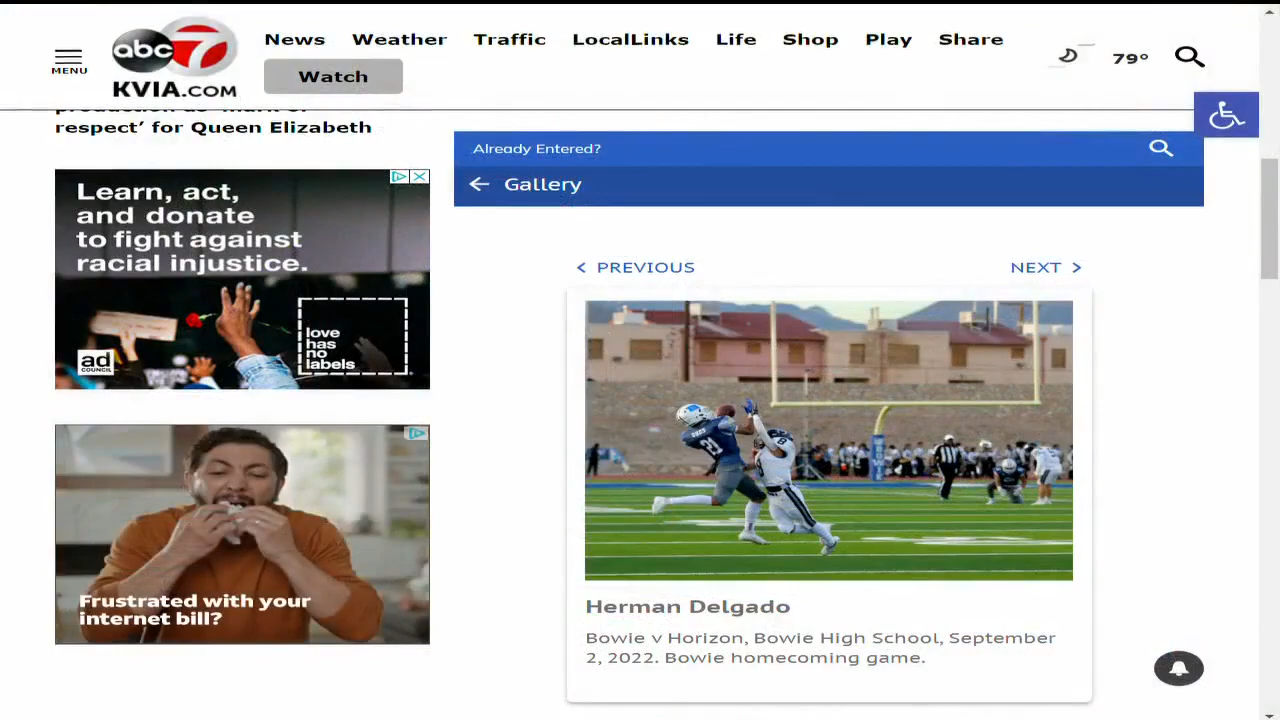 MENU
abc 7
KVIA.COM
News Weather Traffic LocalLinks Life Shop Play Share
Watch
79°
respect’ for Queen Elizabeth
Already Entered?
Gallery
Learn, act,
and donate
to fight against
racial injustice.
love
has
no
labels
ad
COUNCIL
Frustrated with your
internet bill?
PREVIOUS
NEXT
21
8
BOWIE
Herman Delgado
Bowie v Horizon, Bowie High School, September
2, 2022. Bowie homecoming game.